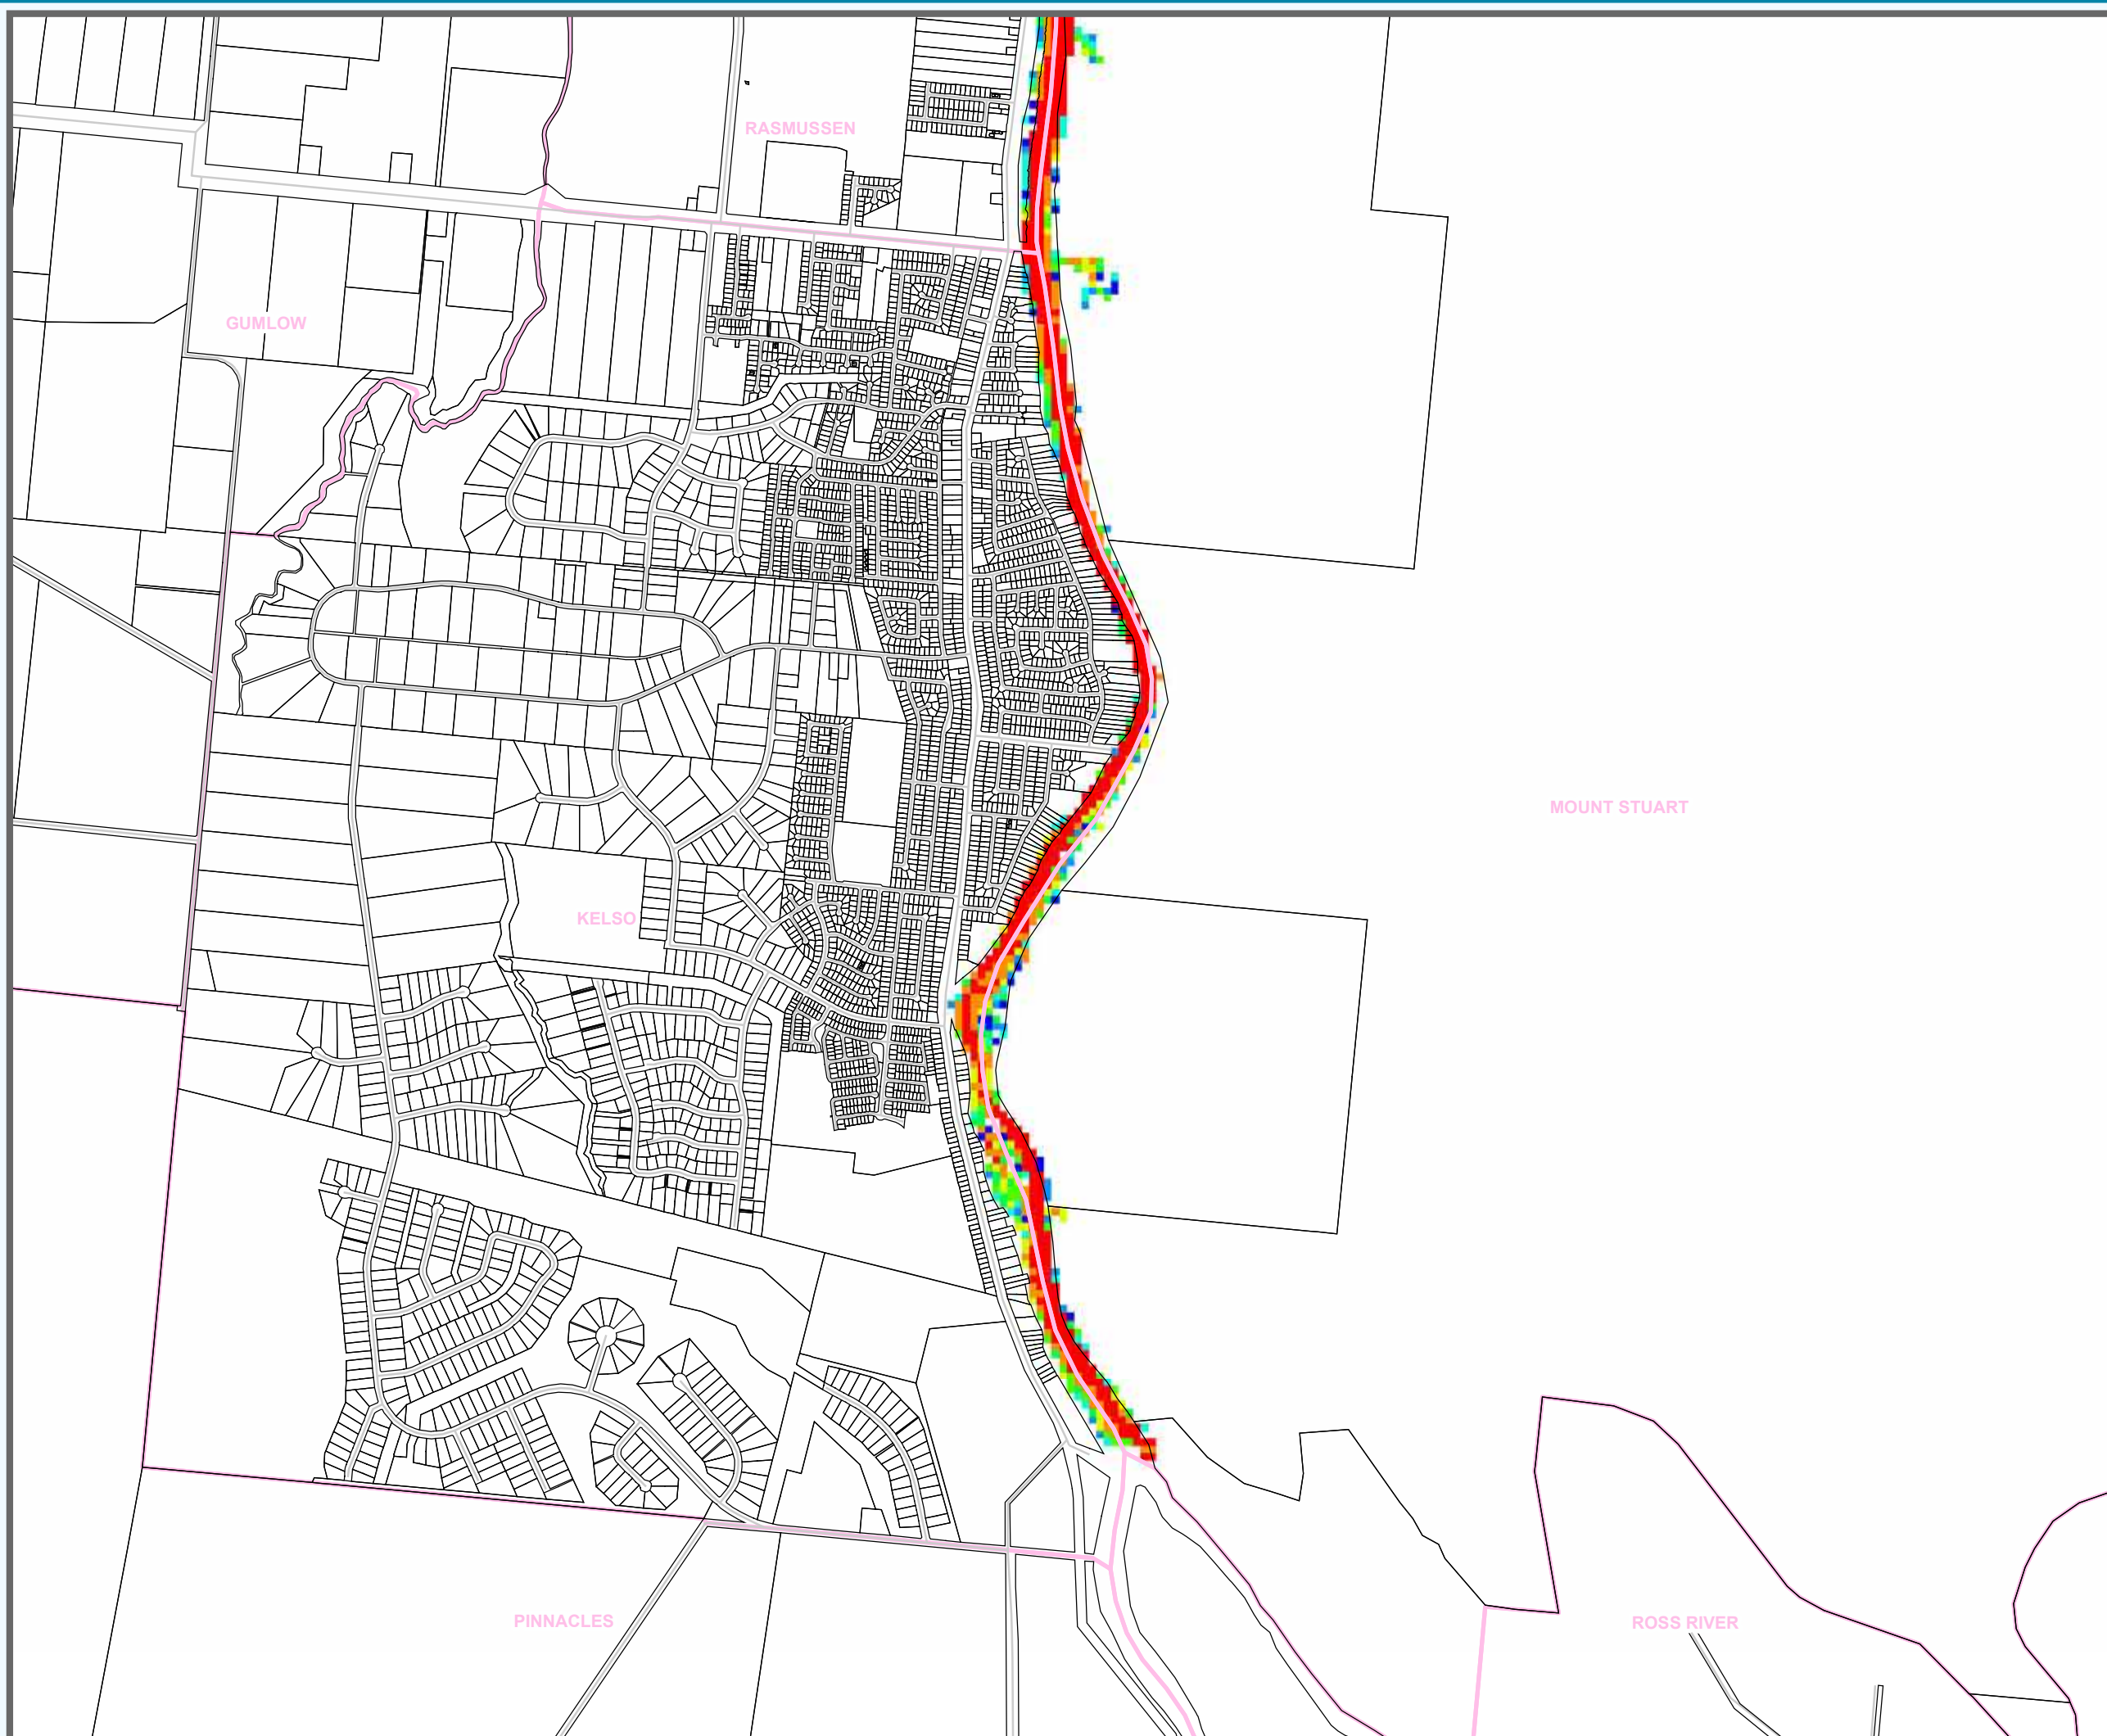 RASMUSSEN
GUMLOW
MOUNT STUART
KELSO
PINNACLES
ROSS RIVER